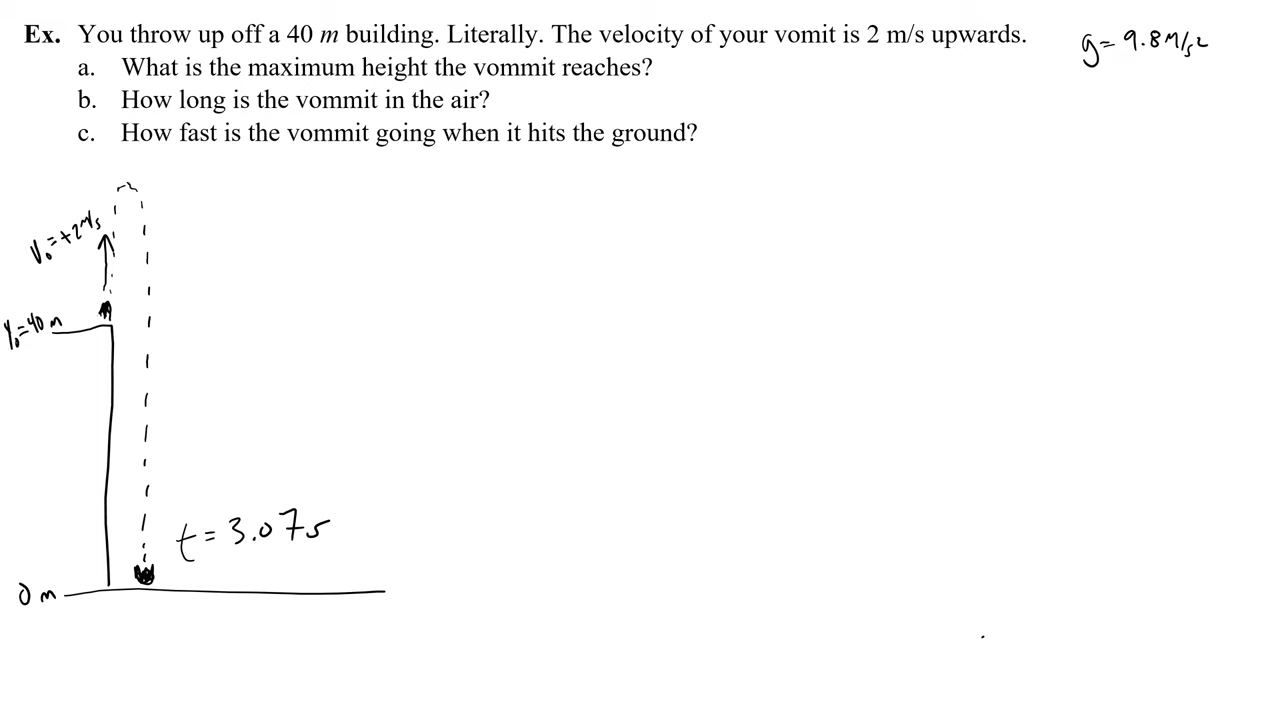 Ex. You throw up off a 40 m building. Literally. The velocity of your vomit is 2 m/s upwards.
g = 9.8 m/s²
a. What is the maximum height the vommit reaches?
b. How long is the vommit in the air?
c. How fast is the vommit going when it hits the ground?
V₀ = +2 m/s
Y₀ = 40 m
t = 3.07 s
0 m